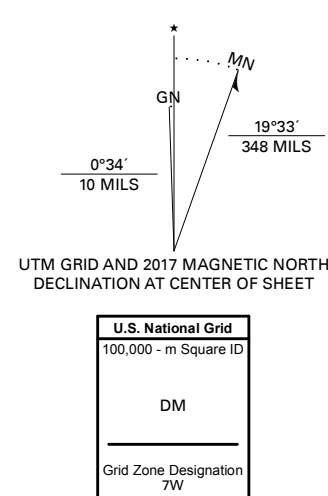 ★
MN
GN
19°33´
348 MILS
0°34´
10 MILS
UTM GRID AND 2017 MAGNETIC NORTH
DECLINATION AT CENTER OF SHEET
U.S. National Grid
100,000 - m Square ID
DM
Grid Zone Designation
7W